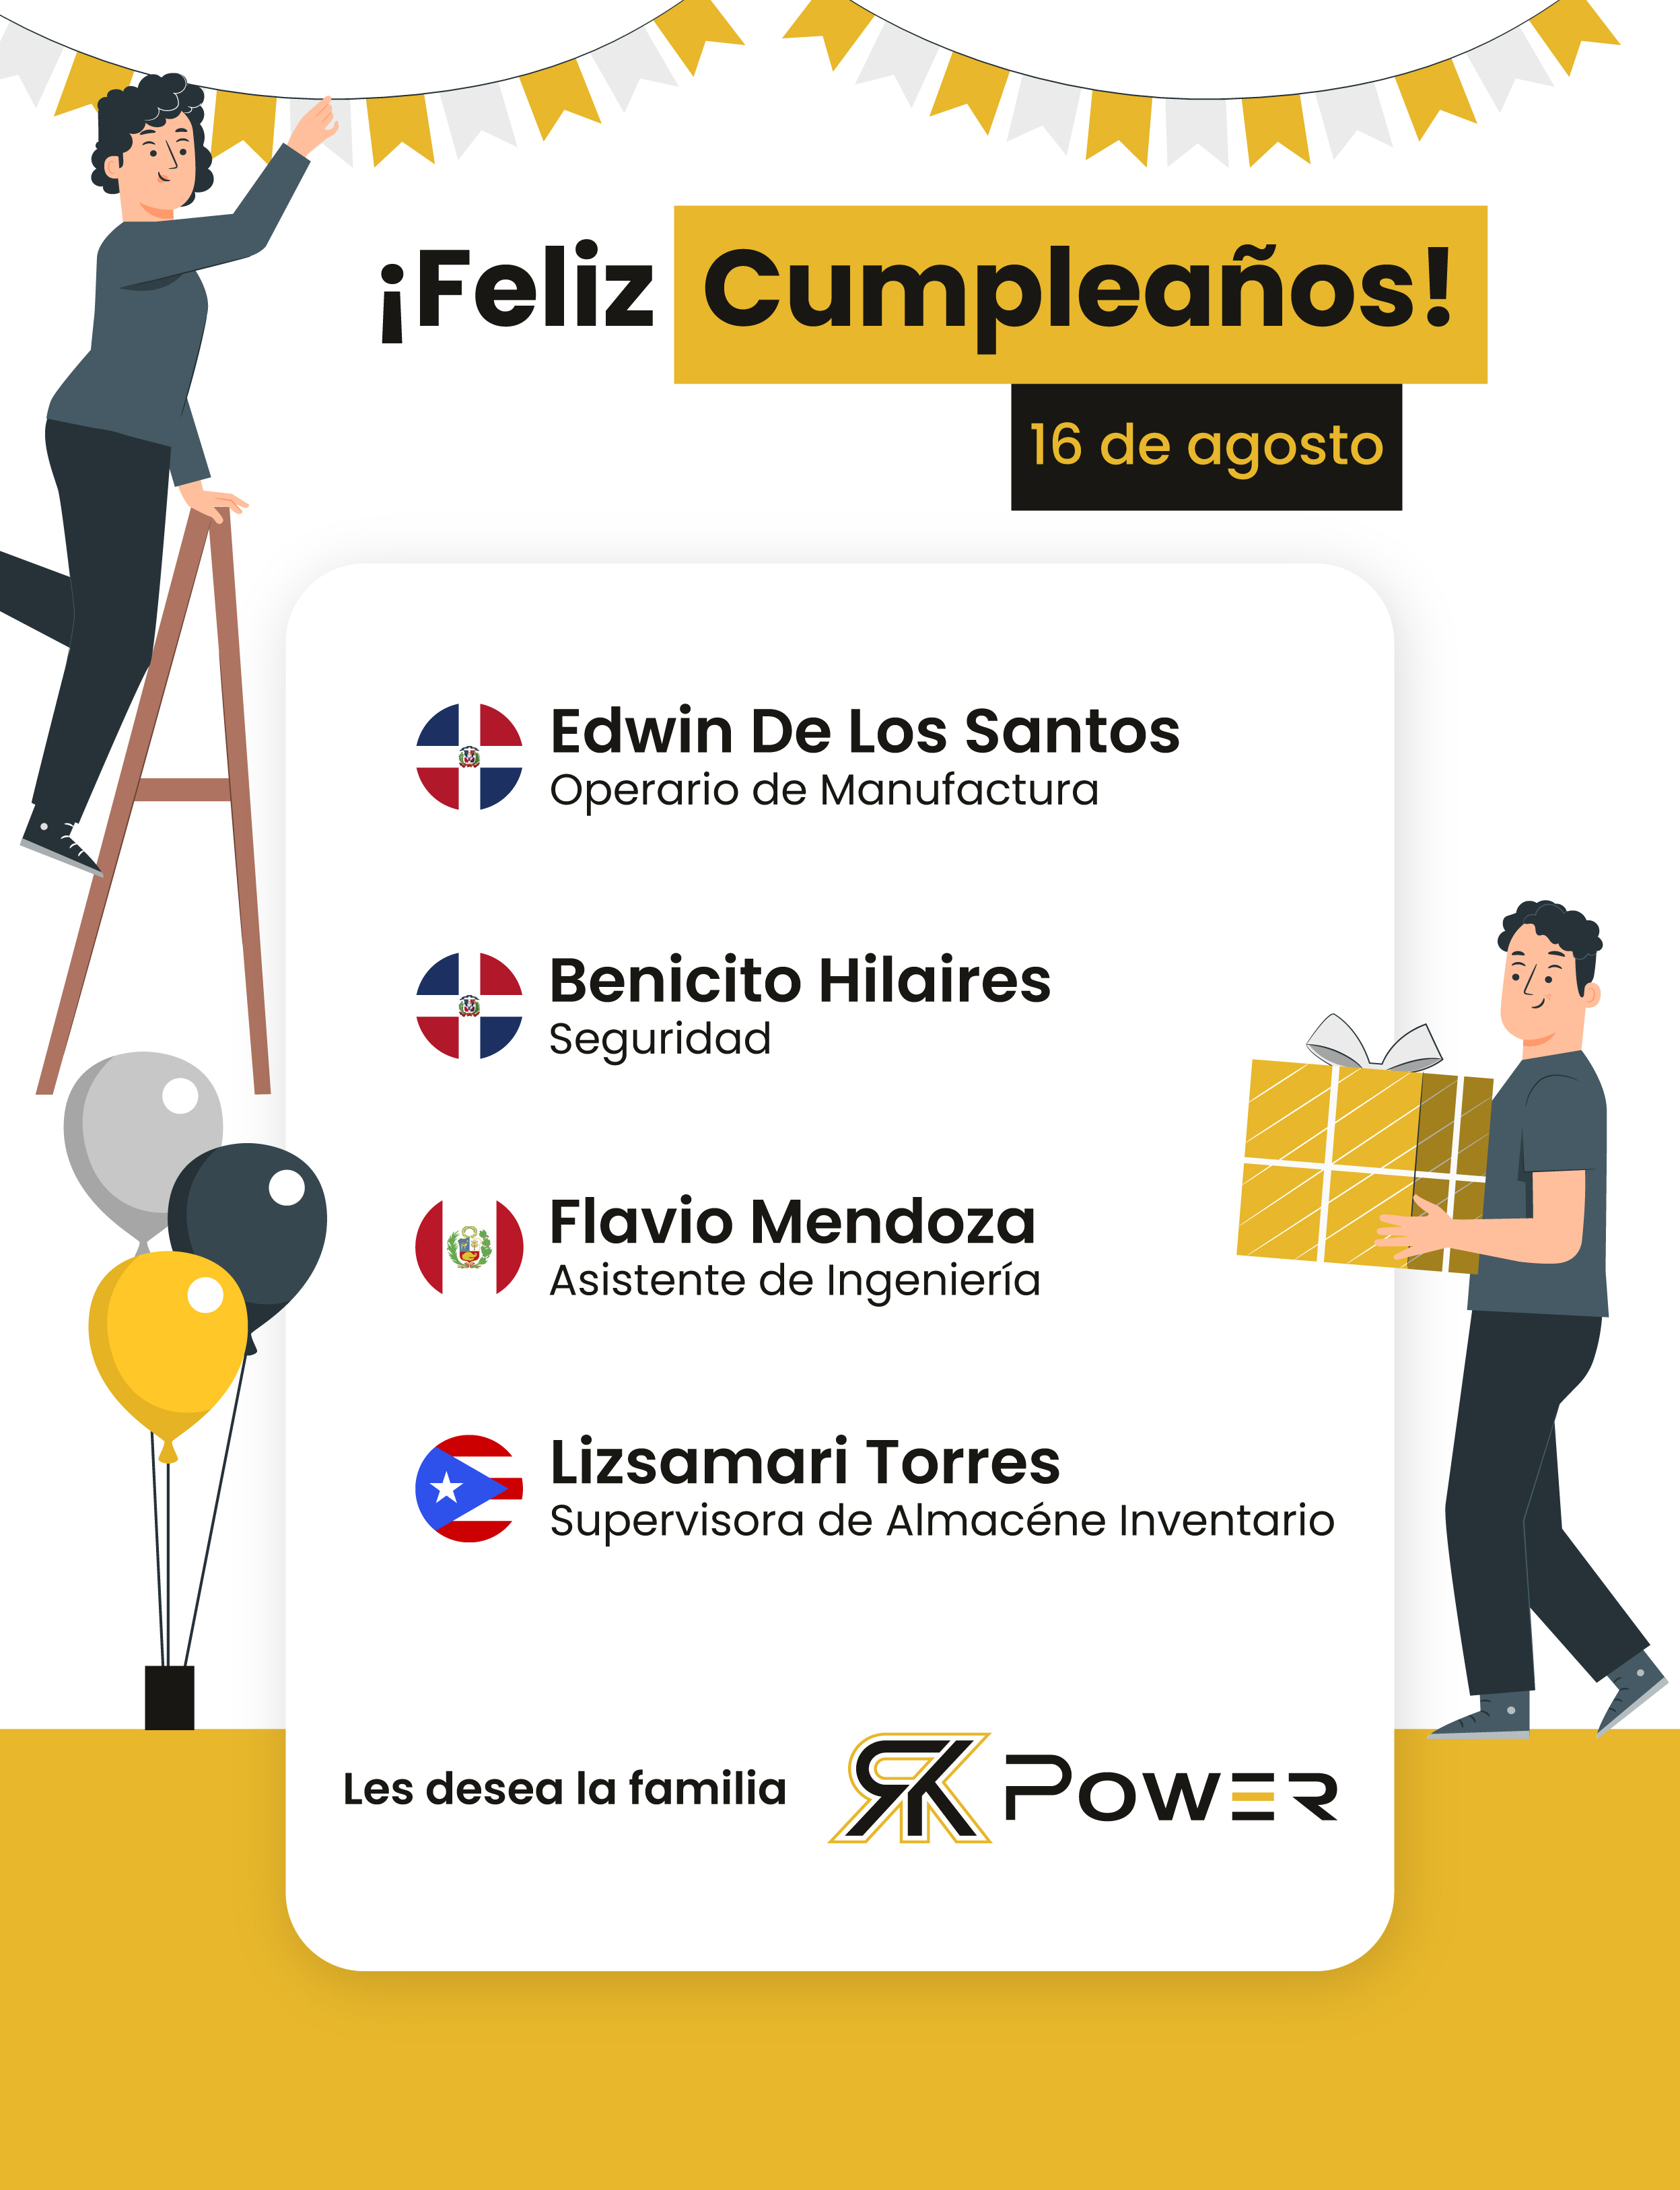 ¡Feliz Cumpleaños!
16 de agosto
Edwin De Los Santos
Operario de Manufactura
Benicito Hilaires
Seguridad
Flavio Mendoza
Asistente de Ingeniería
Lizsamari Torres
Supervisora de Almacéne Inventario
Les desea la familia RK Power